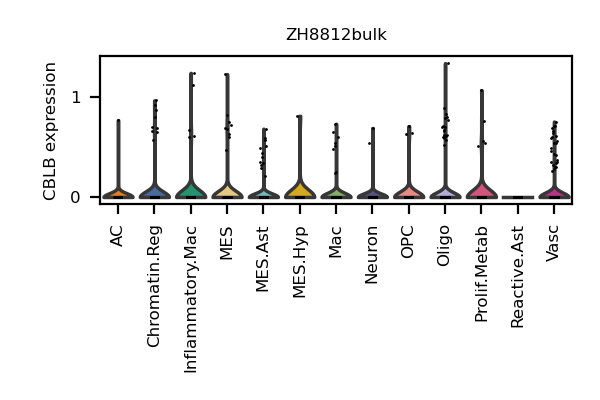 ZH8812bulk
CBLB expression
1
0
AC
Chromatin.Reg
Inflammatory.Mac
MES
MES.Ast
MES.Hyp
Mac
Neuron
OPC
Oligo
Prolif.Metab
Reactive.Ast
Vasc